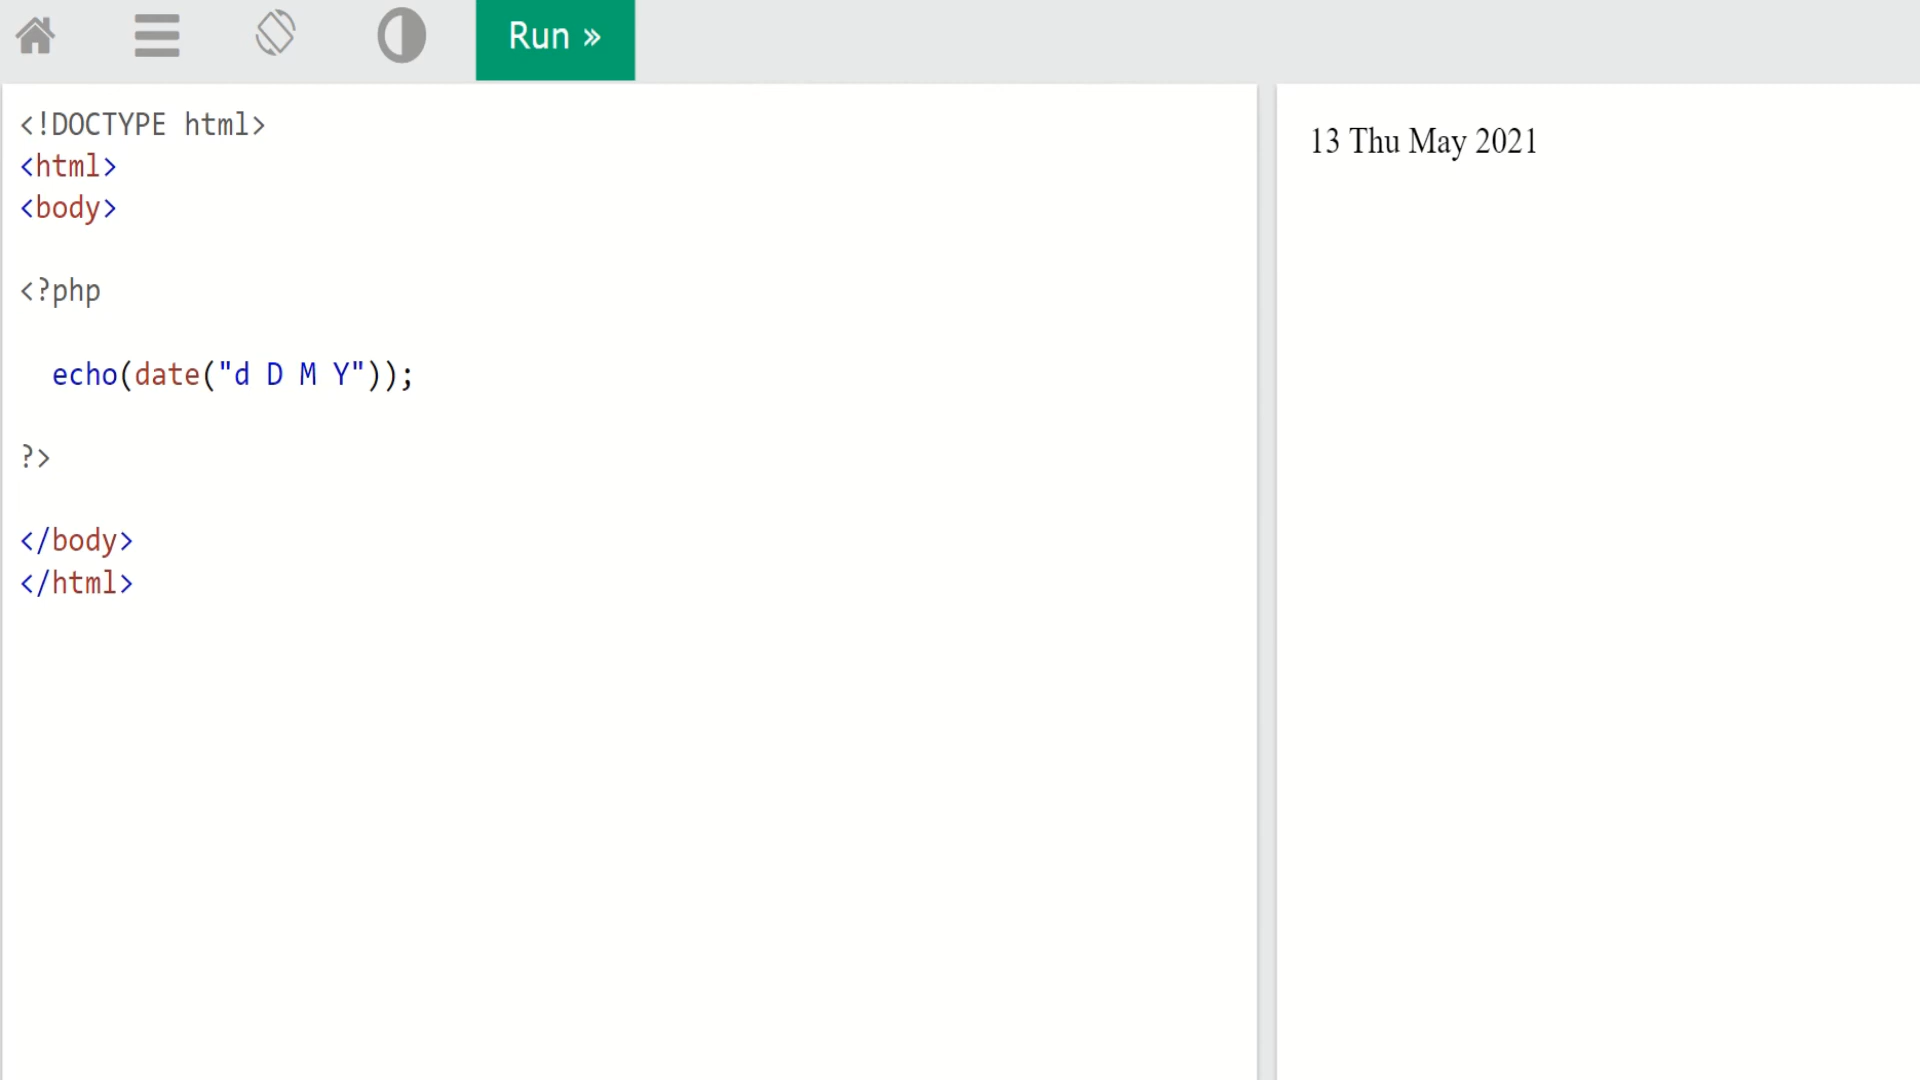 Run »
<!DOCTYPE html>
<html>
<body>
<?php
echo(date("d D M Y"));
?>
</body>
</html>
13 Thu May 2021